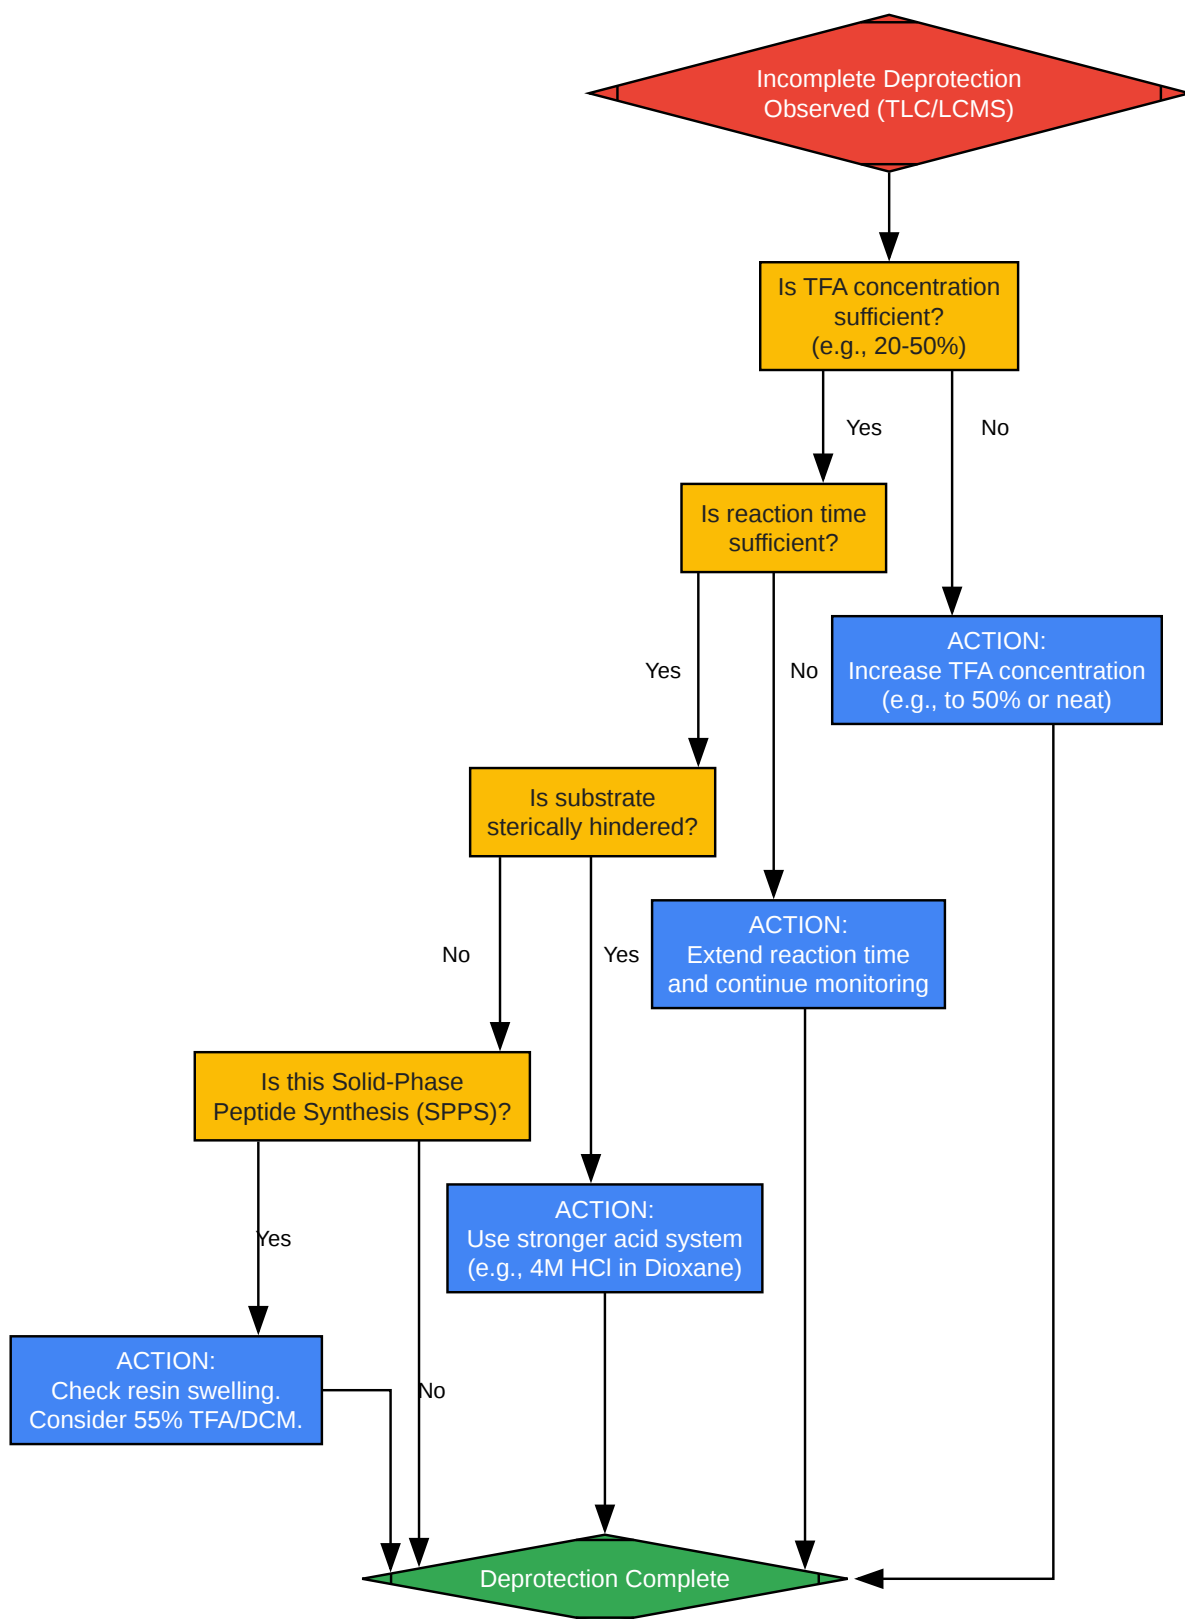 Incomplete Deprotection
Observed (TLC/LCMS)
Is TFA concentration
sufficient?
(e.g., 20-50%)
Yes
No
Is reaction time
sufficient?
ACTION:
Increase TFA concentration
(e.g., to 50% or neat)
Yes
No
Is substrate
sterically hindered?
ACTION:
Extend reaction time
and continue monitoring
No
Yes
Is this Solid-Phase
Peptide Synthesis (SPPS)?
ACTION:
Use stronger acid system
(e.g., 4M HCl in Dioxane)
Yes
No
ACTION:
Check resin swelling.
Consider 55% TFA/DCM.
Deprotection Complete